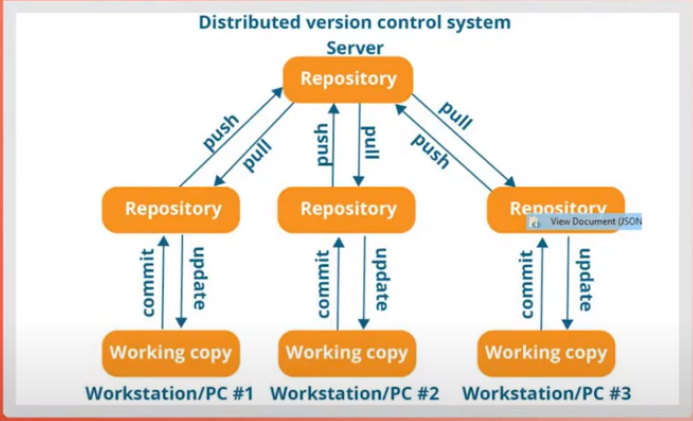 Distributed version control system
Server
Repository
push
pull
push
pull
push
pull
Repository
Repository
Repository
View Document (JSON
commit
update
commit
update
commit
update
Working copy
Working copy
Working copy
Workstation/PC #1
Workstation/PC #2
Workstation/PC #3